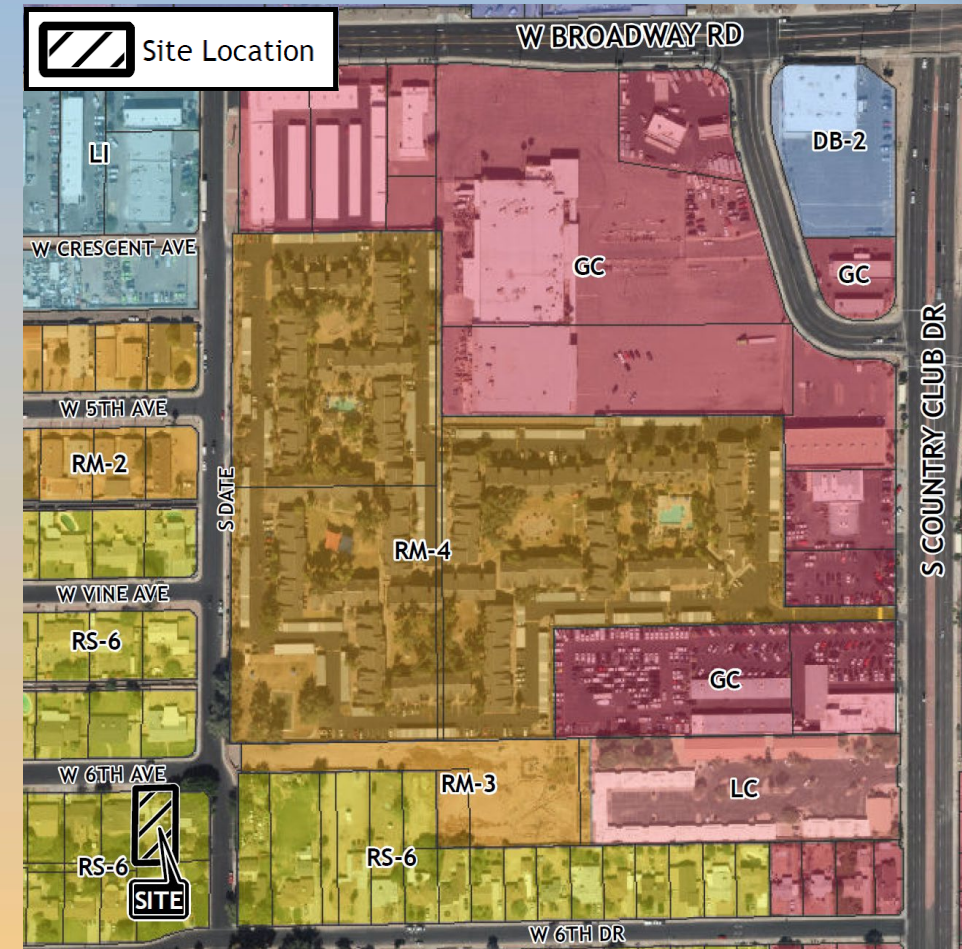 Site Location
W BROADWAY RD
LI
DB-2
W CRESCENT AVE
GC
GC
S COUNTRY CLUB DR
W 5TH AVE
RM-2
S DATE
RM-4
W VINE AVE
RS-6
GC
W 6TH AVE
RM-3
LC
RS-6
RS-6
SITE
W 6TH DR